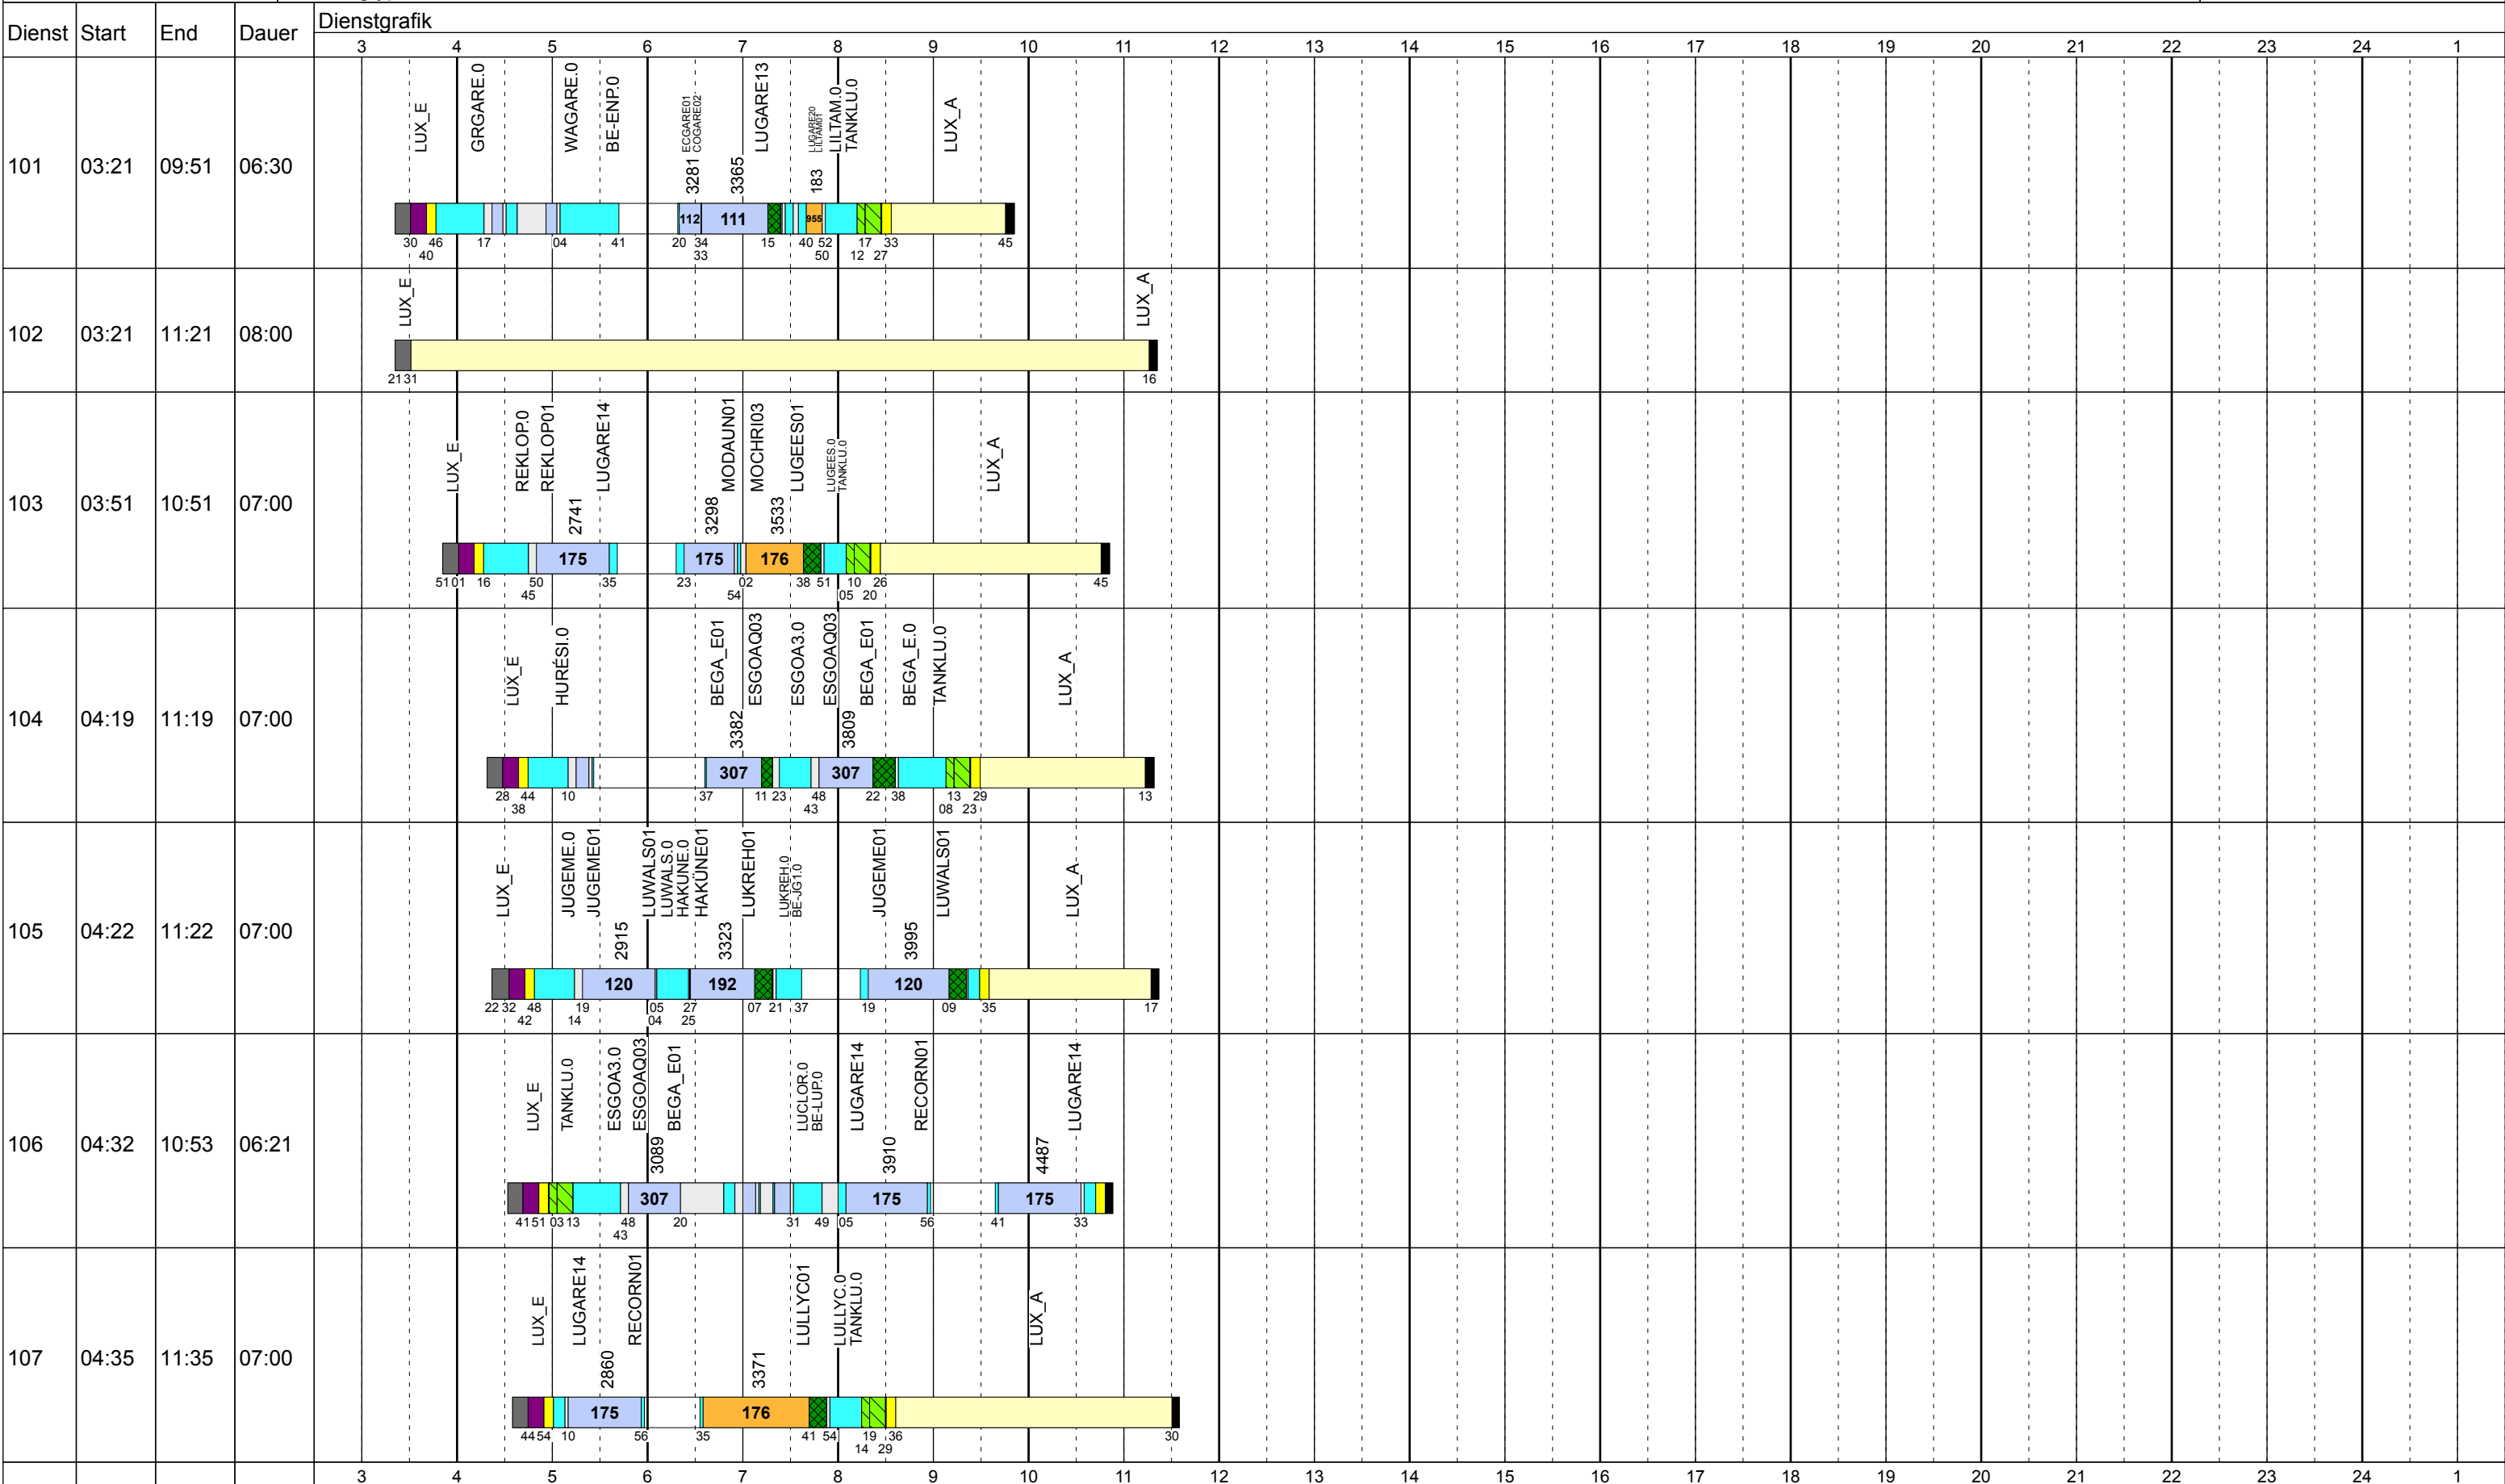 Dienst Start End Dauer Dienstgrafik
3 4 5 6 7 8 9 10 11 12 13 14 15 16 17 18 19 20 21 22 23 24 1
LUX_E GRGARE.0 WAGARE.0 BE-ENP.0 ECGARE01 COGARE02 LUGARE13 LUGARE20 LILTAM01 LILTAM.0 TANKLU.0 LUX_A
3281 3365 183
101 03:21 09:51 06:30
112 111 955
30 46 17 04 41 20 34 15 40 52 17 33 45
40 33 50 12 27
LUX_E LUX_A
102 03:21 11:21 08:00
21 31 16
LUX_E REKLOP.0 REKLOP01 LUGARE14 MODAUN01 MOCHRI03 LUGEES01 LUGEES.0 TANKLU.0 LUX_A
2741 3298 3533
103 03:51 10:51 07:00
175 175 176
51 01 16 50 35 23 02 38 51 10 26 45
45 54 05 20
LUX_E HURÉSI.0 BEGA_E01 ESGOAQ03 ESGOA3.0 ESGOAQ03 BEGA_E01 BEGA_E.0 TANKLU.0 LUX_A
3382 3809
104 04:19 11:19 07:00
307 307
28 44 10 37 11 23 48 22 38 13 29 13
38 43 08 23
LUX_E JUGEME.0 JUGEME01 LUWALS01 LUWALS.0 HAKÜNE.0 HAKÜNE01 LUKREH01 LUKREH.0 BE-JG1.0 JUGEME01 LUWALS01 LUX_A
2915 3323 3995
105 04:22 11:22 07:00
120 192 120
22 32 48 19 05 27 07 21 37 19 09 35 17
42 14 04 25
LUX_E TANKLU.0 ESGOA3.0 ESGOAQ03 BEGA_E01 LUCLOR.0 BE-LUP.0 LUGARE14 RECORN01 LUGARE14
3089 3910 4487
106 04:32 10:53 06:21
307 175 175
41 51 03 13 48 20 31 49 05 56 41 33
43
LUX_E LUGARE14 RECORN01 LULLYC01 LULLYC.0 TANKLU.0 LUX_A
2860 3371
107 04:35 11:35 07:00
175 176
44 54 10 56 35 41 54 19 36 30
14 29
3 4 5 6 7 8 9 10 11 12 13 14 15 16 17 18 19 20 21 22 23 24 1